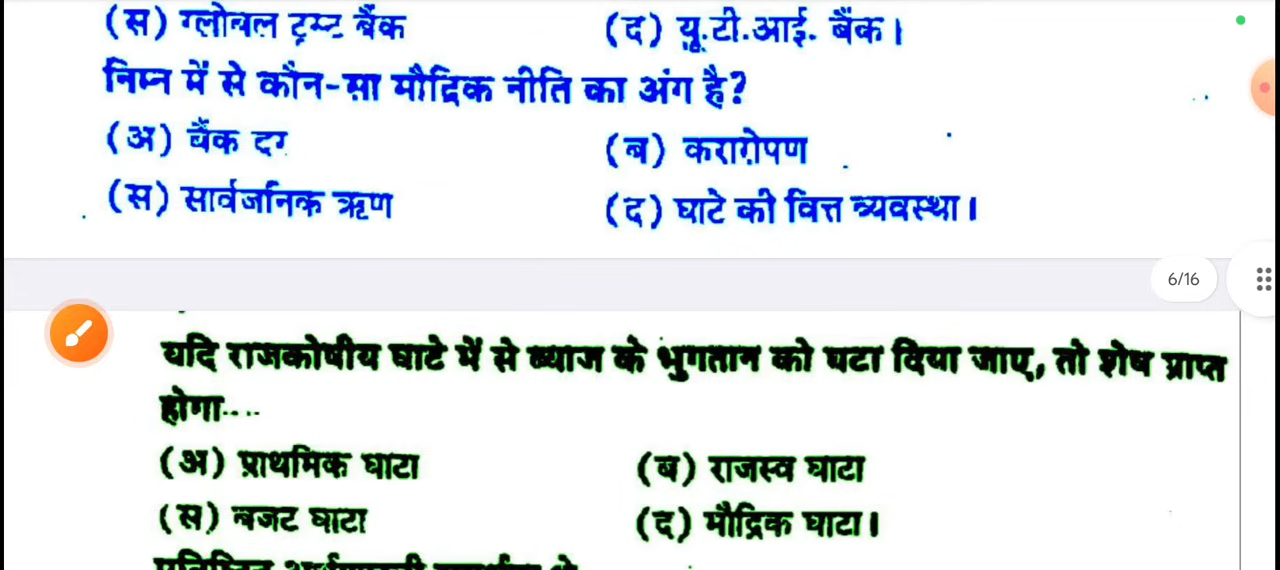 (स) ग्लोबल ट्रस्ट बैंक (द) यू.टी.आई. बैंक।
निम्न में से कौन-सा मौद्रिक नीति का अंग है?
(अ) बैंक दर (ब) करारोपण
(स) सार्वजनिक ऋण (द) घाटे की वित्त व्यवस्था।
6/16
यदि राजकोषीय घाटे में से ब्याज के भुगतान को घटा दिया जाए, तो शेष प्राप्त
होगा....
(अ) प्राथमिक घाटा (ब) राजस्व घाटा
(स) बजट घाटा (द) मौद्रिक घाटा।